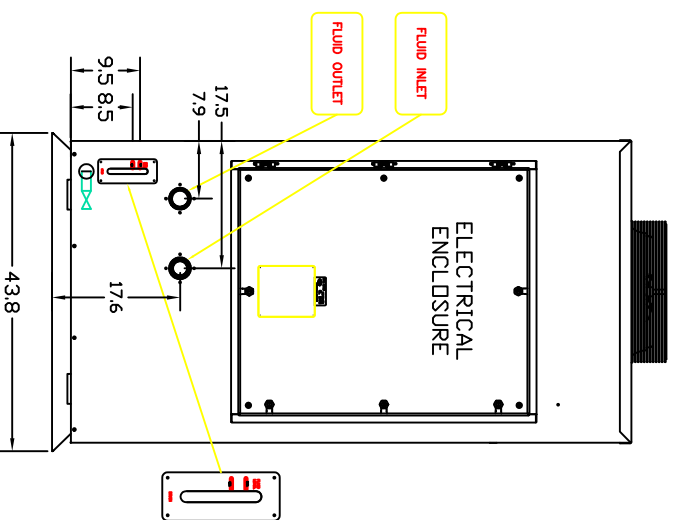 FLUID OUTLET
FLUID INLET
9.5
8.5
17.5
7.9
ELECTRICAL
ENCLOSURE
17.6
43.8